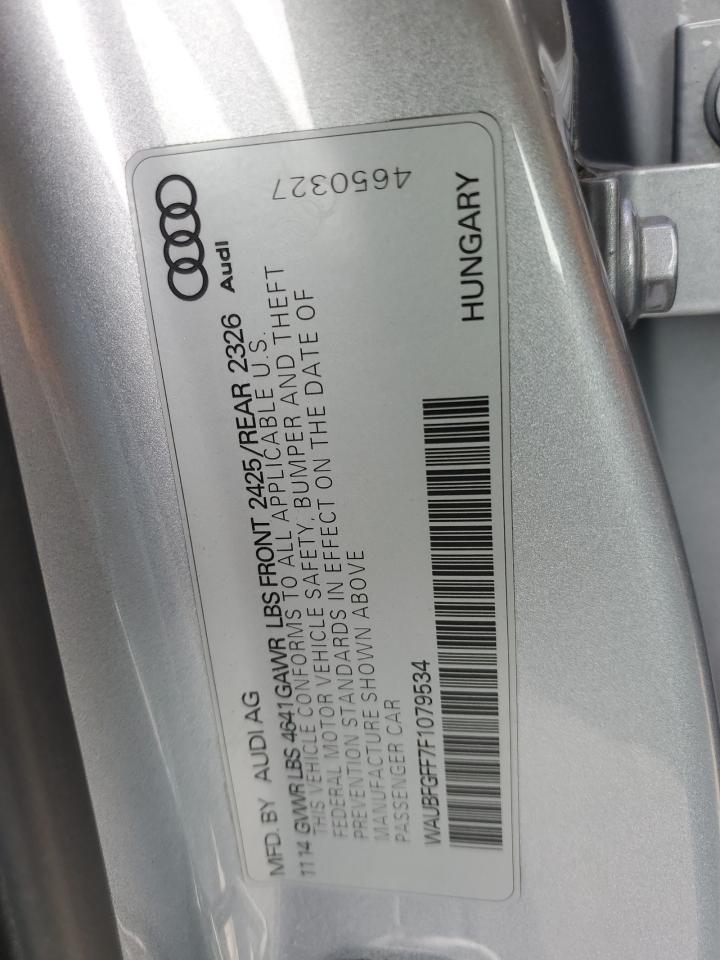 Audi
4650327
MFD. BY AUDI AG
11 14 GVWR LBS 4641 GAWR LBS FRONT 2425/REAR 2326
THIS VEHICLE CONFORMS TO ALL APPLICABLE U.S.
FEDERAL MOTOR VEHICLE SAFETY, BUMPER AND THEFT
PREVENTION STANDARDS IN EFFECT ON THE DATE OF
MANUFACTURE SHOWN ABOVE
PASSENGER CAR
WAUBFGFF7F1079534
HUNGARY